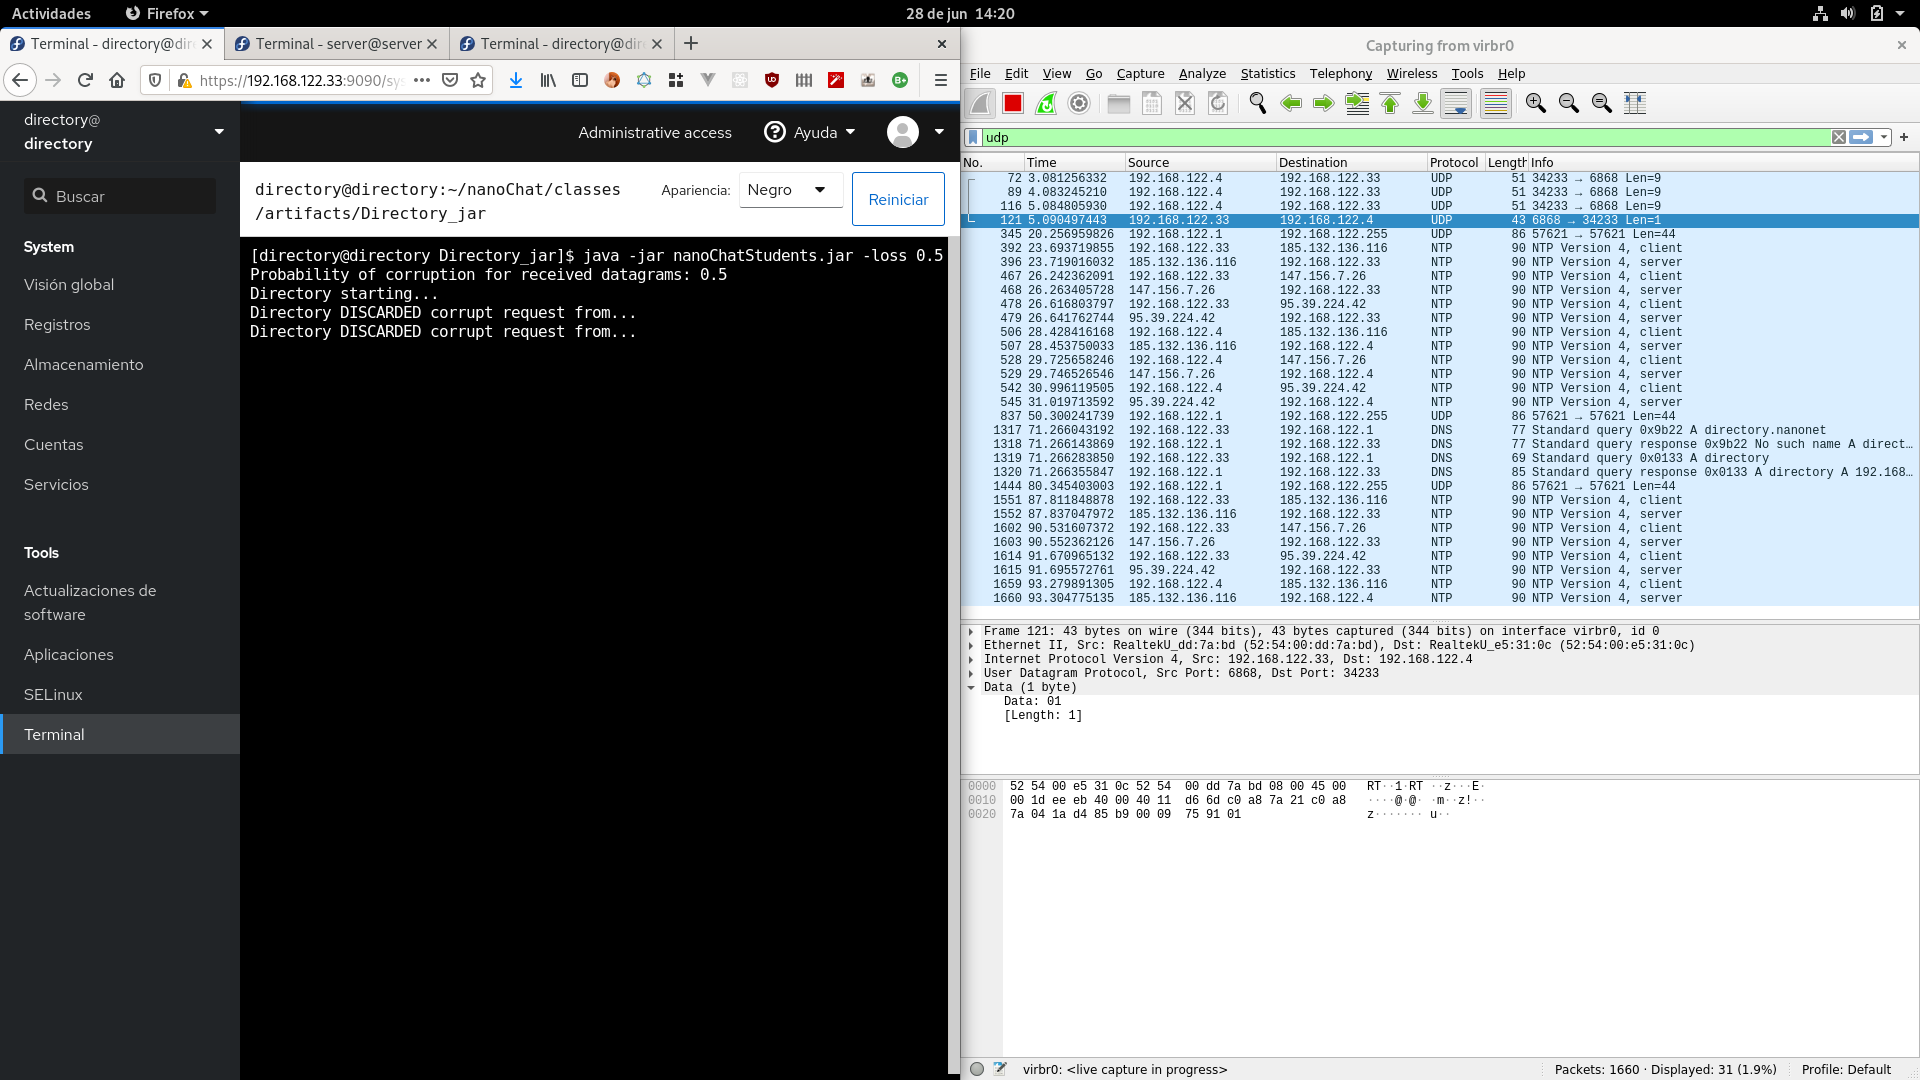 Actividades
Firefox
28 de jun 14:20
Terminal - directory@dir
Terminal - server@server
Terminal - directory@dir
https://192.168.122.33:9090/sys
directory@
directory
Buscar
System
Visión global
Registros
Almacenamiento
Redes
Cuentas
Servicios
Tools
Actualizaciones de
software
Aplicaciones
SELinux
Terminal
Administrative access
Ayuda
directory@directory:~/nanoChat/classes
/artifacts/Directory_jar
Apariencia:
Negro
Reiniciar
[directory@directory Directory_jar]$ java -jar nanoChatStudents.jar -loss 0.5
Probability of corruption for received datagrams: 0.5
Directory starting...
Directory DISCARDED corrupt request from...
Directory DISCARDED corrupt request from...
Capturing from virbr0
File Edit View Go Capture Analyze Statistics Telephony Wireless Tools Help
udp
No. Time Source Destination Protocol Length Info
72 3.081256332 192.168.122.4 192.168.122.33 UDP 51 34233 → 6868 Len=9
89 4.083245210 192.168.122.4 192.168.122.33 UDP 51 34233 → 6868 Len=9
116 5.084805930 192.168.122.4 192.168.122.33 UDP 51 34233 → 6868 Len=9
121 5.090497443 192.168.122.33 192.168.122.4 UDP 43 6868 → 34233 Len=1
345 20.256959826 192.168.122.1 192.168.122.255 UDP 86 57621 → 57621 Len=44
392 23.693719855 192.168.122.33 185.132.136.116 NTP 90 NTP Version 4, client
396 23.719016032 185.132.136.116 192.168.122.33 NTP 90 NTP Version 4, server
467 26.242362091 192.168.122.33 147.156.7.26 NTP 90 NTP Version 4, client
468 26.263405728 147.156.7.26 192.168.122.33 NTP 90 NTP Version 4, server
478 26.616803797 192.168.122.33 95.39.224.42 NTP 90 NTP Version 4, client
479 26.641762744 95.39.224.42 192.168.122.33 NTP 90 NTP Version 4, server
506 28.428416168 192.168.122.4 185.132.136.116 NTP 90 NTP Version 4, client
507 28.453750033 185.132.136.116 192.168.122.4 NTP 90 NTP Version 4, server
528 29.725658246 192.168.122.4 147.156.7.26 NTP 90 NTP Version 4, client
529 29.746526546 147.156.7.26 192.168.122.4 NTP 90 NTP Version 4, server
542 30.996119505 192.168.122.4 95.39.224.42 NTP 90 NTP Version 4, client
545 31.019713592 95.39.224.42 192.168.122.4 NTP 90 NTP Version 4, server
837 50.300241739 192.168.122.1 192.168.122.255 UDP 86 57621 → 57621 Len=44
1317 71.266043192 192.168.122.33 192.168.122.1 DNS 77 Standard query 0x9b22 A directory.nanonet
1318 71.266143869 192.168.122.1 192.168.122.33 DNS 77 Standard query response 0x9b22 No such name A direct…
1319 71.266283850 192.168.122.33 192.168.122.1 DNS 69 Standard query 0x0133 A directory
1320 71.266355847 192.168.122.1 192.168.122.33 DNS 85 Standard query response 0x0133 A directory A 192.168…
1444 80.345403003 192.168.122.1 192.168.122.255 UDP 86 57621 → 57621 Len=44
1551 87.811848878 192.168.122.33 185.132.136.116 NTP 90 NTP Version 4, client
1552 87.837047972 185.132.136.116 192.168.122.33 NTP 90 NTP Version 4, server
1602 90.531607372 192.168.122.33 147.156.7.26 NTP 90 NTP Version 4, client
1603 90.552362126 147.156.7.26 192.168.122.33 NTP 90 NTP Version 4, server
1614 91.670965132 192.168.122.33 95.39.224.42 NTP 90 NTP Version 4, client
1615 91.695572761 95.39.224.42 192.168.122.33 NTP 90 NTP Version 4, server
1659 93.279891305 192.168.122.4 185.132.136.116 NTP 90 NTP Version 4, client
1660 93.304775135 185.132.136.116 192.168.122.4 NTP 90 NTP Version 4, server
Frame 121: 43 bytes on wire (344 bits), 43 bytes captured (344 bits) on interface virbr0, id 0
Ethernet II, Src: RealtekU_dd:7a:bd (52:54:00:dd:7a:bd), Dst: RealtekU_e5:31:0c (52:54:00:e5:31:0c)
Internet Protocol Version 4, Src: 192.168.122.33, Dst: 192.168.122.4
User Datagram Protocol, Src Port: 6868, Dst Port: 34233
Data (1 byte)
Data: 01
[Length: 1]
0000 52 54 00 e5 31 0c 52 54 00 dd 7a bd 08 00 45 00 RT··1·RT ··z···E·
0010 00 1d ee eb 40 00 40 11 d6 6d c0 a8 7a 21 c0 a8 ····@·@· ·m··z!··
0020 7a 04 1a d4 85 b9 00 09 75 91 01 z······· u··
virbr0: <live capture in progress>
Packets: 1660 · Displayed: 31 (1.9%)
Profile: Default